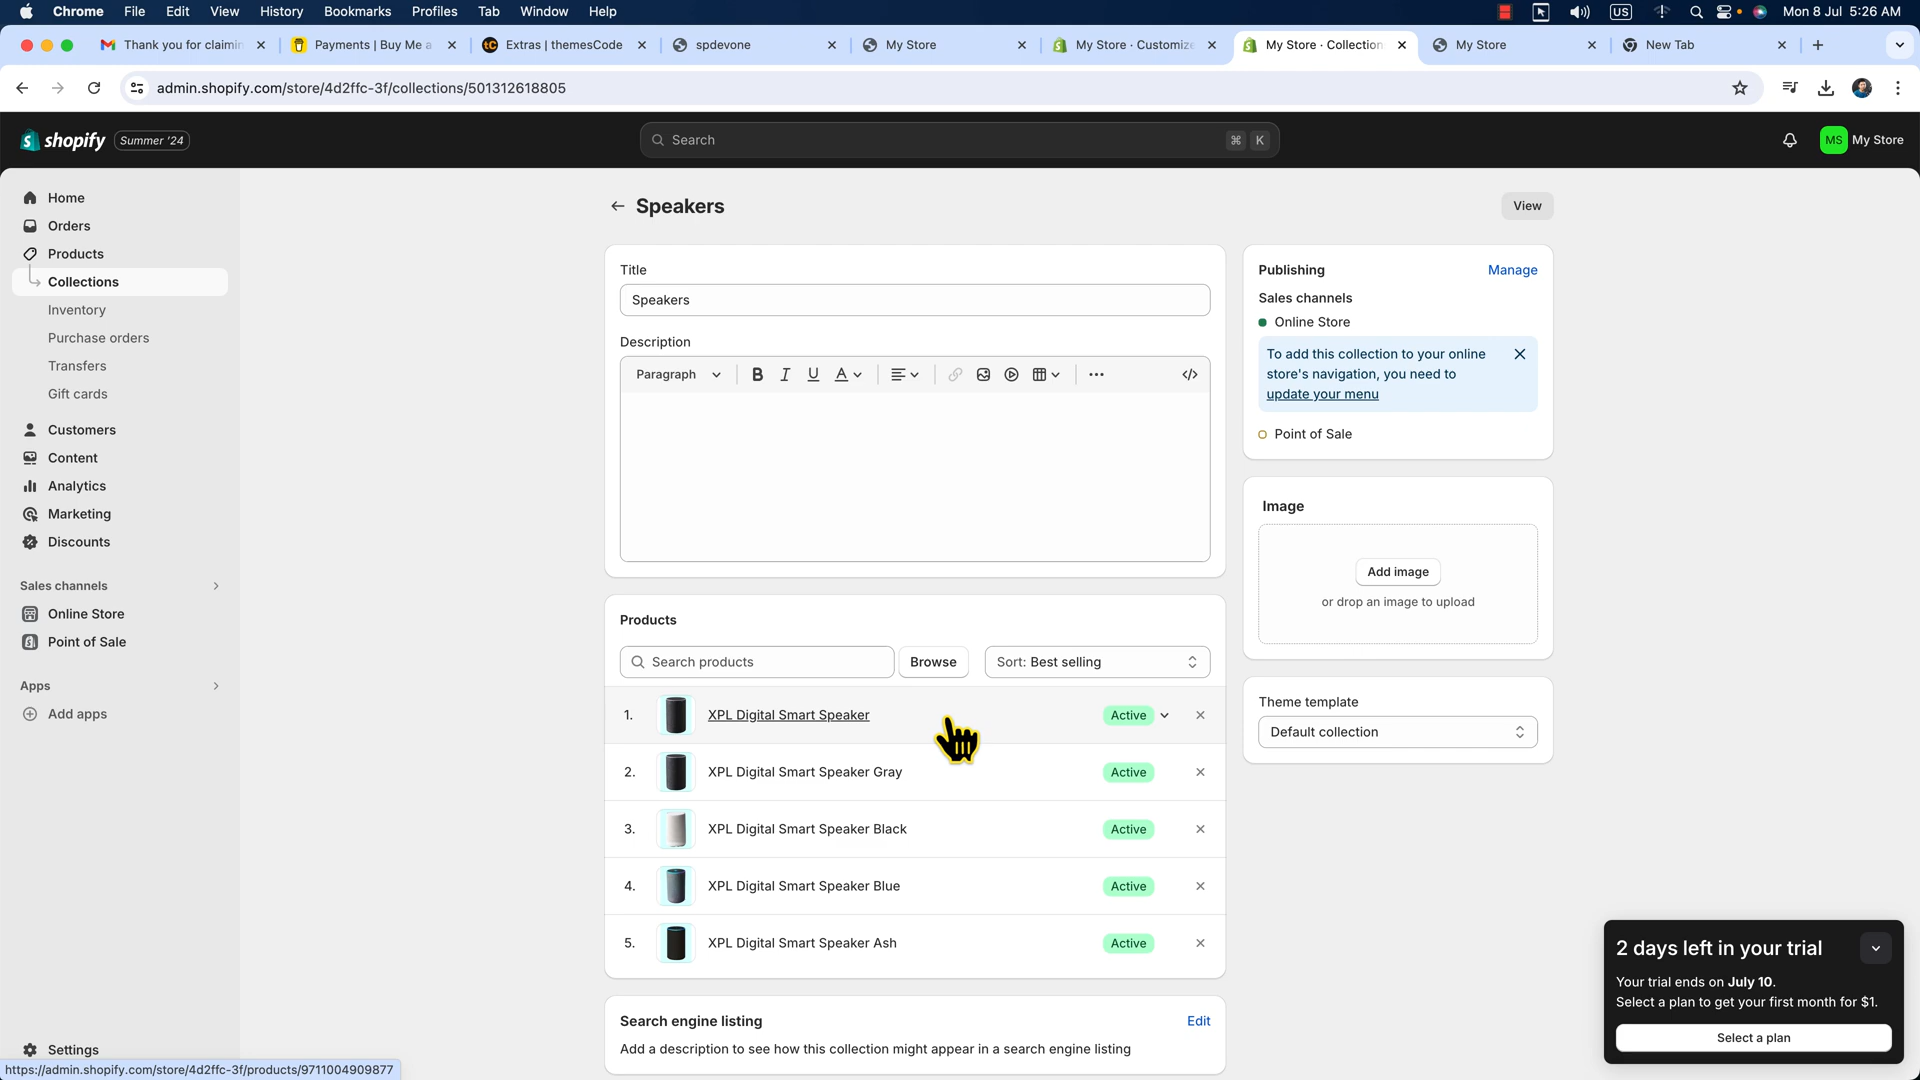 Chrome File Edit View History Bookmarks Profiles Tab Window Help US Mon 8 Jul 5:26 AM
Thank you for claimin Payments | Buy Me a tc Extras | themesCode spdevone My Store My Store · Customize My Store · Collection My Store New Tab
admin.shopify.com/store/4d2ffc-3f/collections/501312618805
shopify Summer '24 Search ⌘ K MS My Store
Home
Orders
Products
Collections
Inventory
Purchase orders
Transfers
Gift cards
Customers
Content
Analytics
Marketing
Discounts
Sales channels
Online Store
Point of Sale
Apps
Add apps
Settings
https://admin.shopify.com/store/4d2ffc-3f/products/9711004909877
Speakers
View
Title
Speakers
Description
Paragraph B I U A
Products
Search products Browse Sort: Best selling
1. XPL Digital Smart Speaker Active
2. XPL Digital Smart Speaker Gray Active
3. XPL Digital Smart Speaker Black Active
4. XPL Digital Smart Speaker Blue Active
5. XPL Digital Smart Speaker Ash Active
Search engine listing Edit
Add a description to see how this collection might appear in a search engine listing
Publishing Manage
Sales channels
Online Store
To add this collection to your online
store's navigation, you need to
update your menu
Point of Sale
Image
Add image
or drop an image to upload
Theme template
Default collection
2 days left in your trial
Your trial ends on July 10.
Select a plan to get your first month for $1.
Select a plan